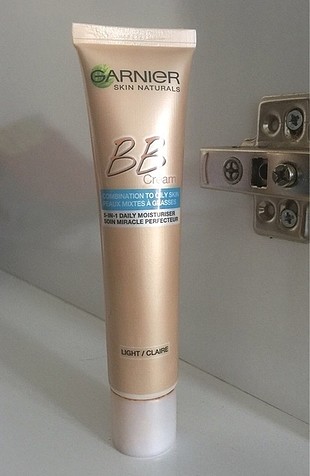 GARNIER
SKIN NATURALS
BB
Cream
COMBINATION TO OILY SKIN
PEAUX MIXTES À GRASSES
5-IN-1 DAILY MOISTURISER
SOIN MIRACLE PERFECTEUR
LIGHT / CLAIRE